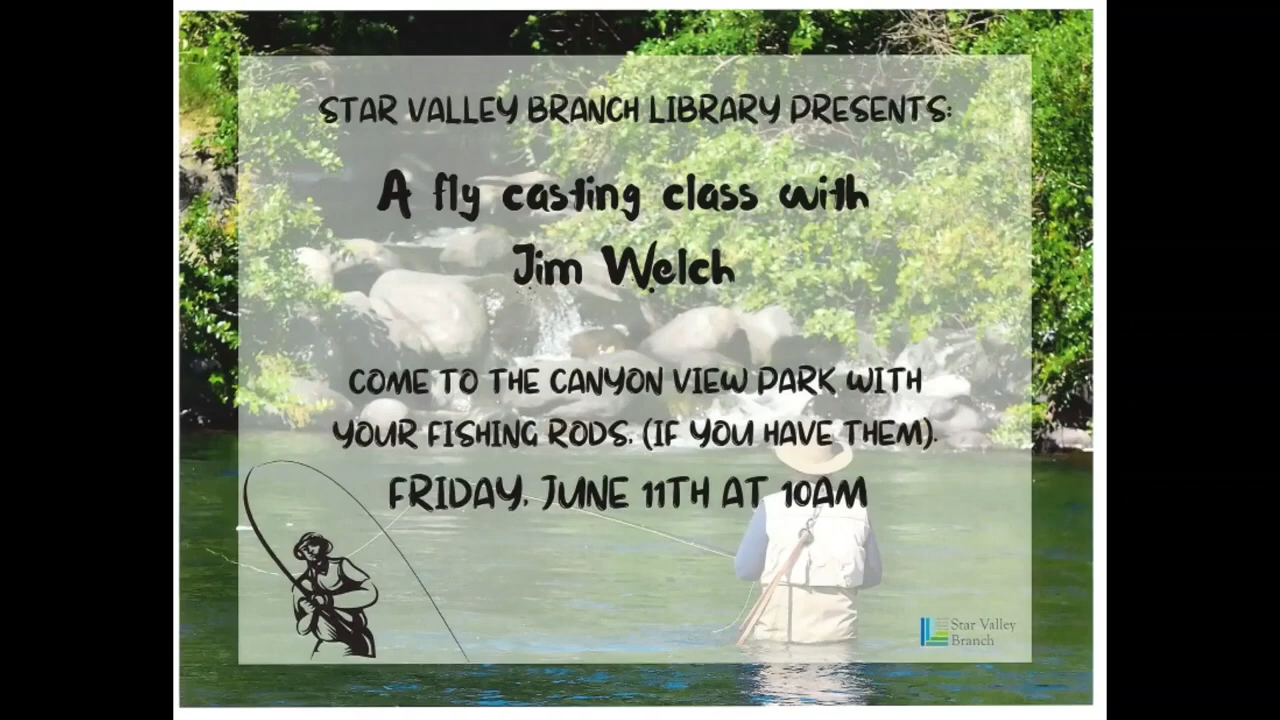 STAR VALLEY BRANCH LIBRARY PRESENTS:
A fly casting class with
Jim Welch
COME TO THE CANYON VIEW PARK WITH
YOUR FISHING RODS. (IF YOU HAVE THEM).
FRIDAY, JUNE 11TH AT 10AM
Star Valley
Branch